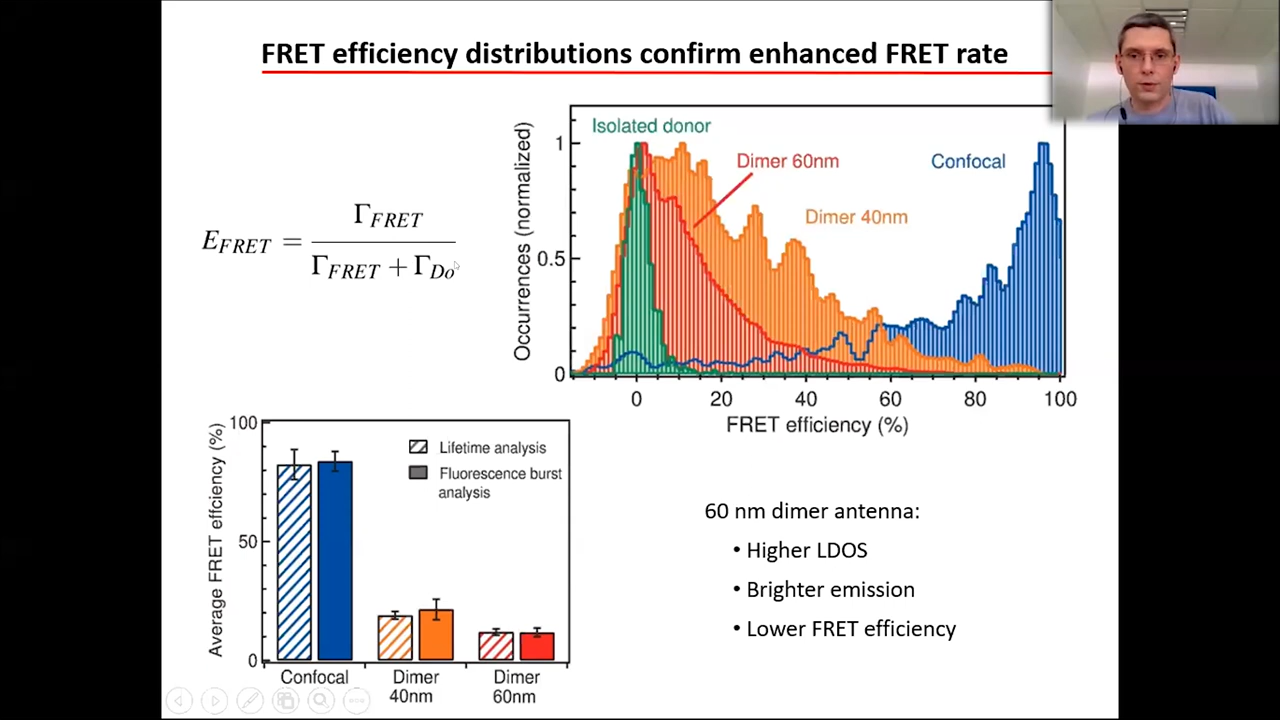 FRET efficiency distributions confirm enhanced FRET rate
E_FRET = Γ_FRET / (Γ_FRET + Γ_Do)
Occurrences (normalized)
1
0.5
0
Isolated donor
Dimer 60nm
Dimer 40nm
Confocal
0 20 40 60 80 100
FRET efficiency (%)
Average FRET efficiency (%)
100
50
0
Lifetime analysis
Fluorescence burst
analysis
Confocal
Dimer
40nm
Dimer
60nm
60 nm dimer antenna:
• Higher LDOS
• Brighter emission
• Lower FRET efficiency